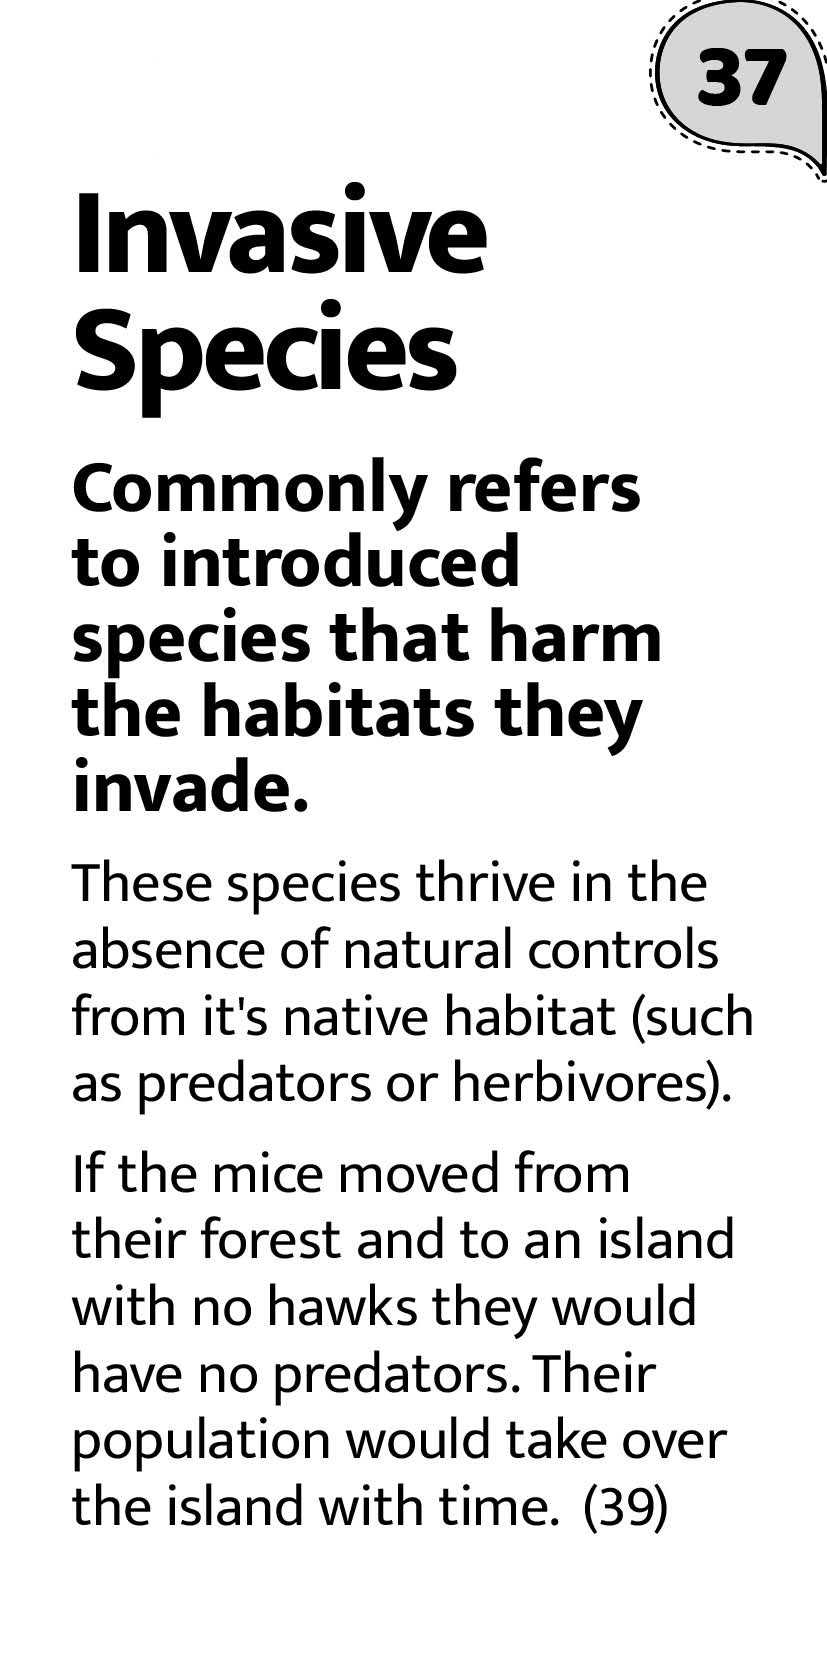 37
Invasive
Species
Commonly refers
to introduced
species that harm
the habitats they
invade.
These species thrive in the
absence of natural controls
from it's native habitat (such
as predators or herbivores).
If the mice moved from
their forest and to an island
with no hawks they would
have no predators. Their
population would take over
the island with time. (39)